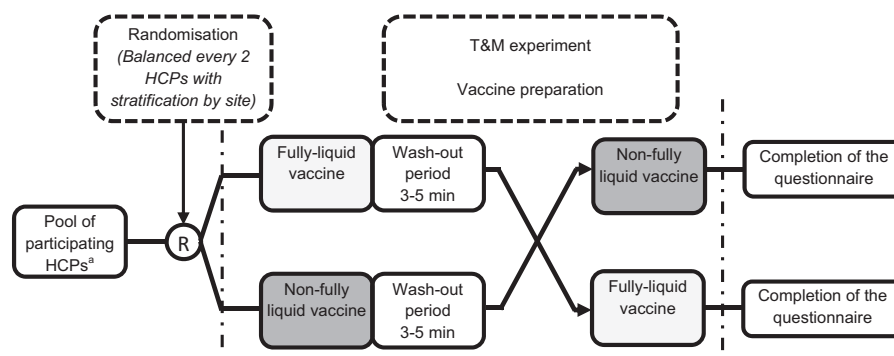 Randomisation
(Balanced every 2
HCPs with
stratification by site)
T&M experiment
Vaccine preparation
Fully-liquid
vaccine
Wash-out
period
3-5 min
Non-fully
liquid vaccine
Completion of the
questionnaire
Pool of
participating
HCPsª
R
Non-fully
liquid vaccine
Wash-out
period
3-5 min
Fully-liquid
vaccine
Completion of the
questionnaire